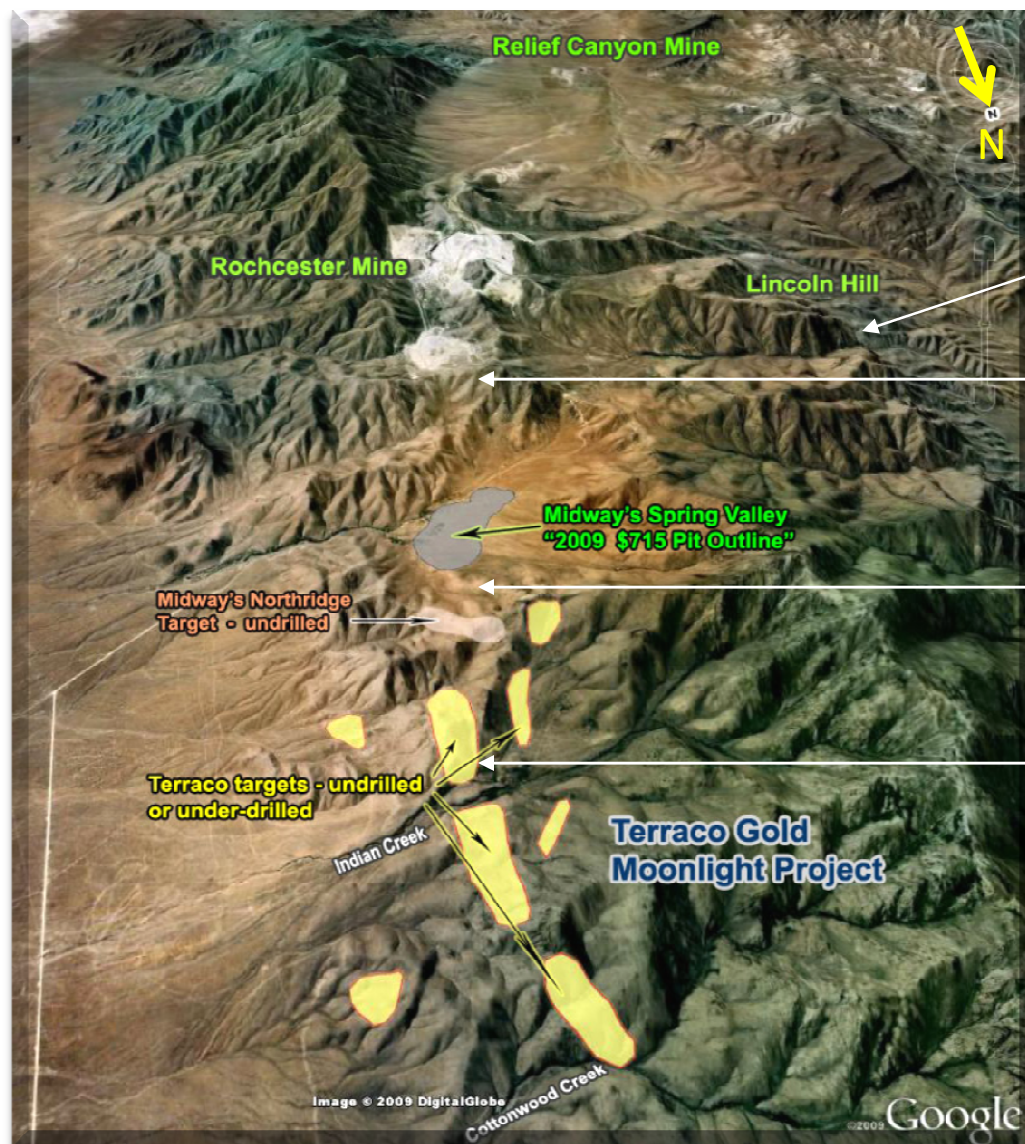 Relief Canyon Mine
N
N
Rochcester Mine
Lincoln Hill
Midway's Spring Valley
"2009 $715 Pit Outline"
Midway's Northridge
Target - undrilled
Terraco targets - undrilled
or under-drilled
Indian Creek
Terraco Gold
Moonlight Project
Cottonwood Creek
Image © 2009 DigitalGlobe
©2009 Google